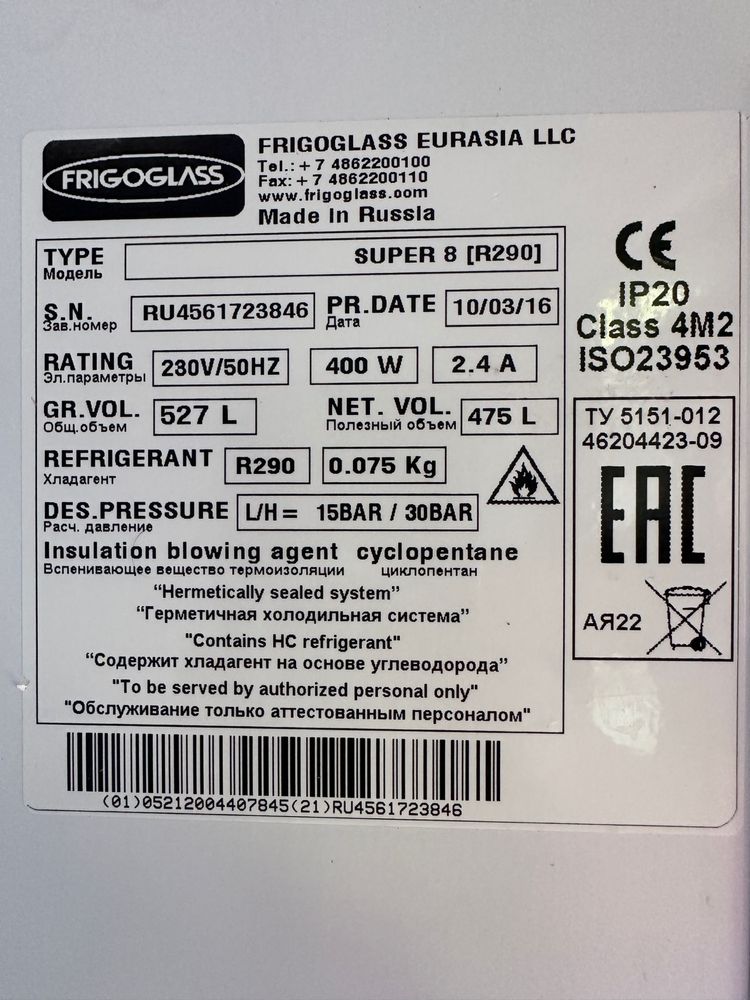 FRIGOGLASS
FRIGOGLASS EURASIA LLC
Tel.: + 7 4862200100
Fax: + 7 4862200110
www.frigoglass.com
Made in Russia
TYPE SUPER 8 [R290]
Модель
S.N. RU4561723846 PR.DATE 10/03/16
Зав.номер Дата
RATING 230V/50HZ 400 W 2.4 A
Эл.параметры
GR.VOL. 527 L NET. VOL. 475 L
Общ.объем Полезный объем
REFRIGERANT R290 0.075 Kg
Хладагент
DES.PRESSURE L/H = 15BAR / 30BAR
Расч. давление
Insulation blowing agent cyclopentane
Вспенивающее вещество термоизоляции циклопентан
“Hermetically sealed system”
“Герметичная холодильная система”
"Contains HC refrigerant"
“Содержит хладагент на основе углеводорода”
"To be served by authorized personal only"
"Обслуживание только аттестованным персоналом"
(01)05212004407845(21)RU4561723846
CE
IP20
Class 4M2
ISO23953
ТУ 5151-012
46204423-09
EAC
АЯ22